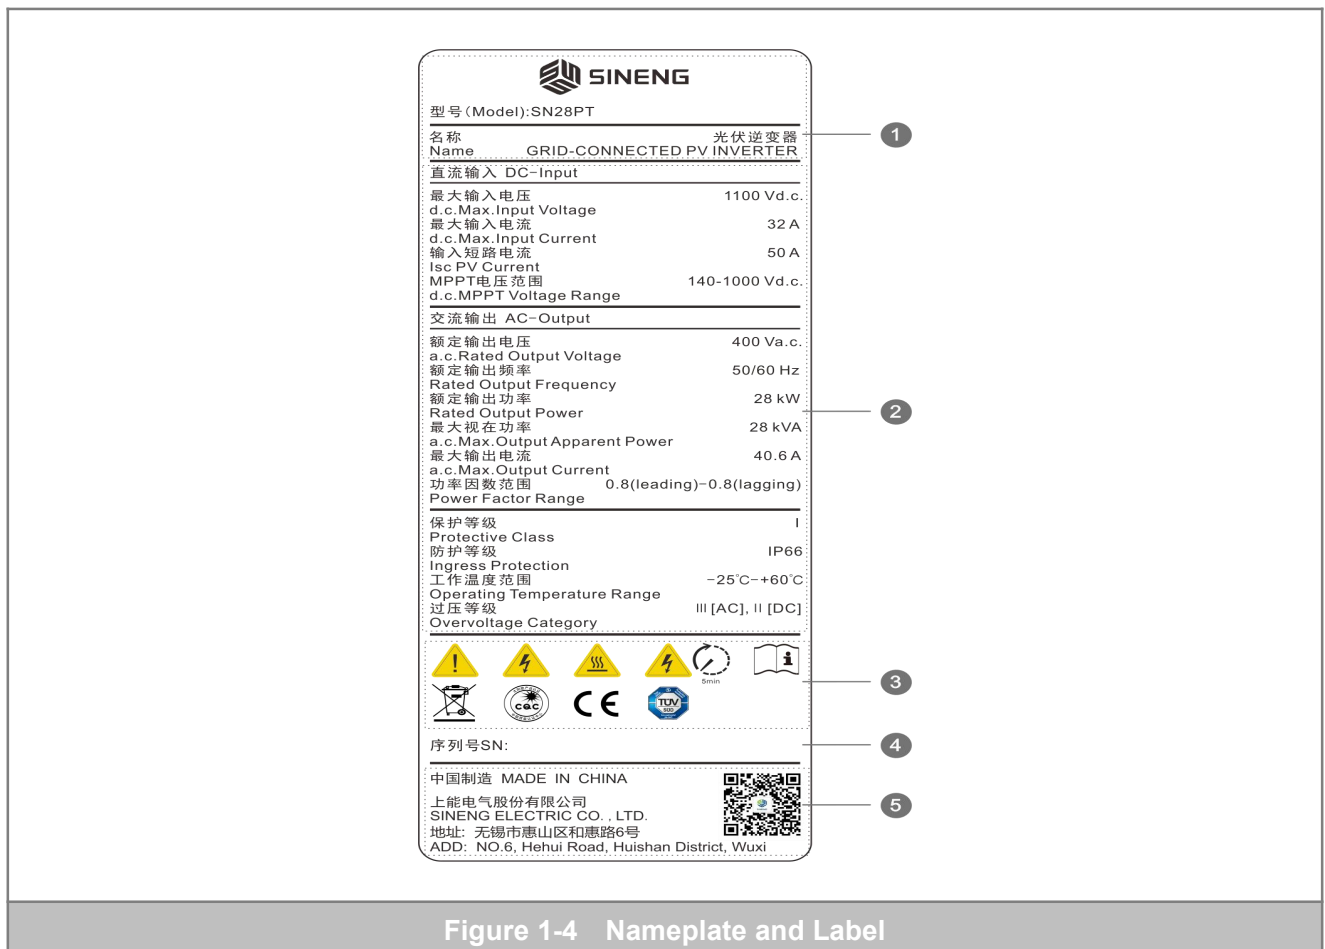 SINENG
型号(Model):SN28PT
名称 光伏逆变器
Name GRID-CONNECTED PV INVERTER
1
直流输入 DC-Input
最大输入电压 1100 Vd.c.
d.c.Max.Input Voltage
最大输入电流 32 A
d.c.Max.Input Current
输入短路电流 50 A
Isc PV Current
MPPT电压范围 140-1000 Vd.c.
d.c.MPPT Voltage Range
交流输出 AC-Output
额定输出电压 400 Va.c.
a.c.Rated Output Voltage
额定输出频率 50/60 Hz
Rated Output Frequency
额定输出功率 28 kW
Rated Output Power
2
最大视在功率 28 kVA
a.c.Max.Output Apparent Power
最大输出电流 40.6 A
a.c.Max.Output Current
功率因数范围 0.8(leading)-0.8(lagging)
Power Factor Range
保护等级 I
Protective Class
防护等级 IP66
Ingress Protection
工作温度范围 -25℃-+60℃
Operating Temperature Range
过压等级 III [AC], II [DC]
Overvoltage Category
5min
3
CQC
CE
TÜV
SÜD
序列号SN:
4
中国制造 MADE IN CHINA
上能电气股份有限公司
5
SINENG ELECTRIC CO. , LTD.
地址: 无锡市惠山区和惠路6号
ADD: NO.6, Hehui Road, Huishan District, Wuxi
Figure 1-4 Nameplate and Label